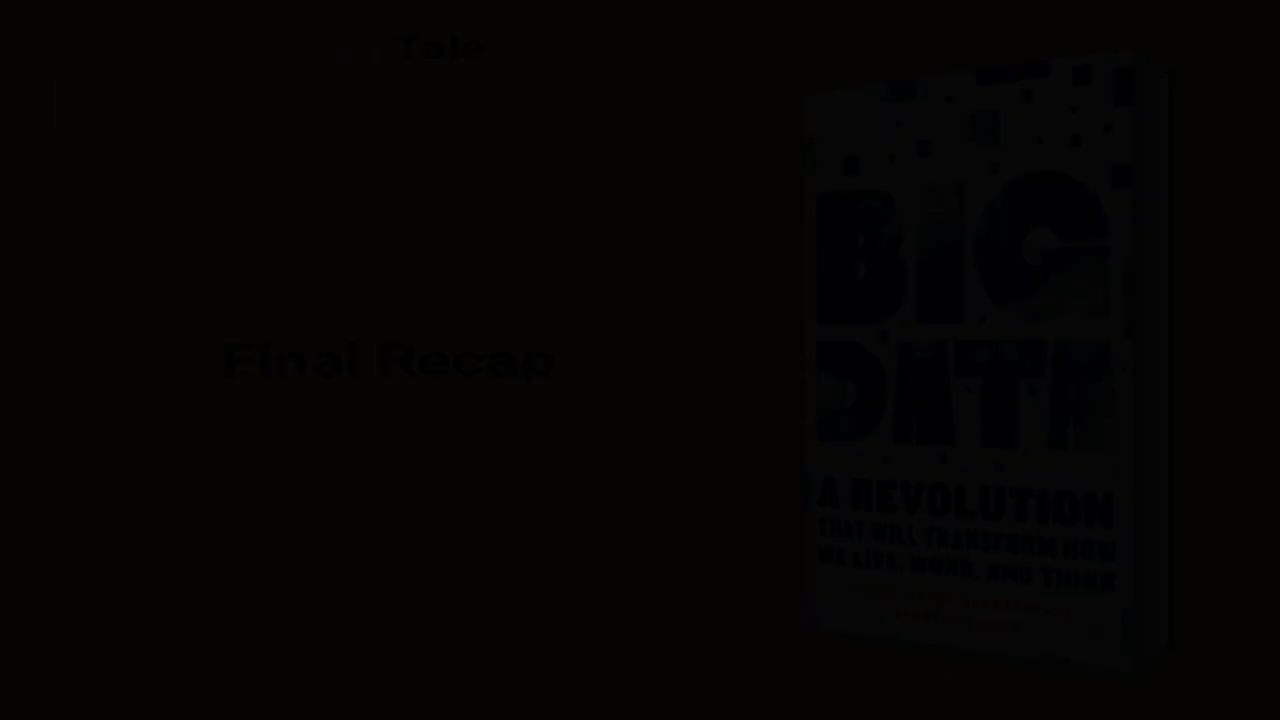 Tale
Final Recap
BIG
DATA
A REVOLUTION
THAT WILL TRANSFORM HOW
WE LIVE, WORK, AND THINK